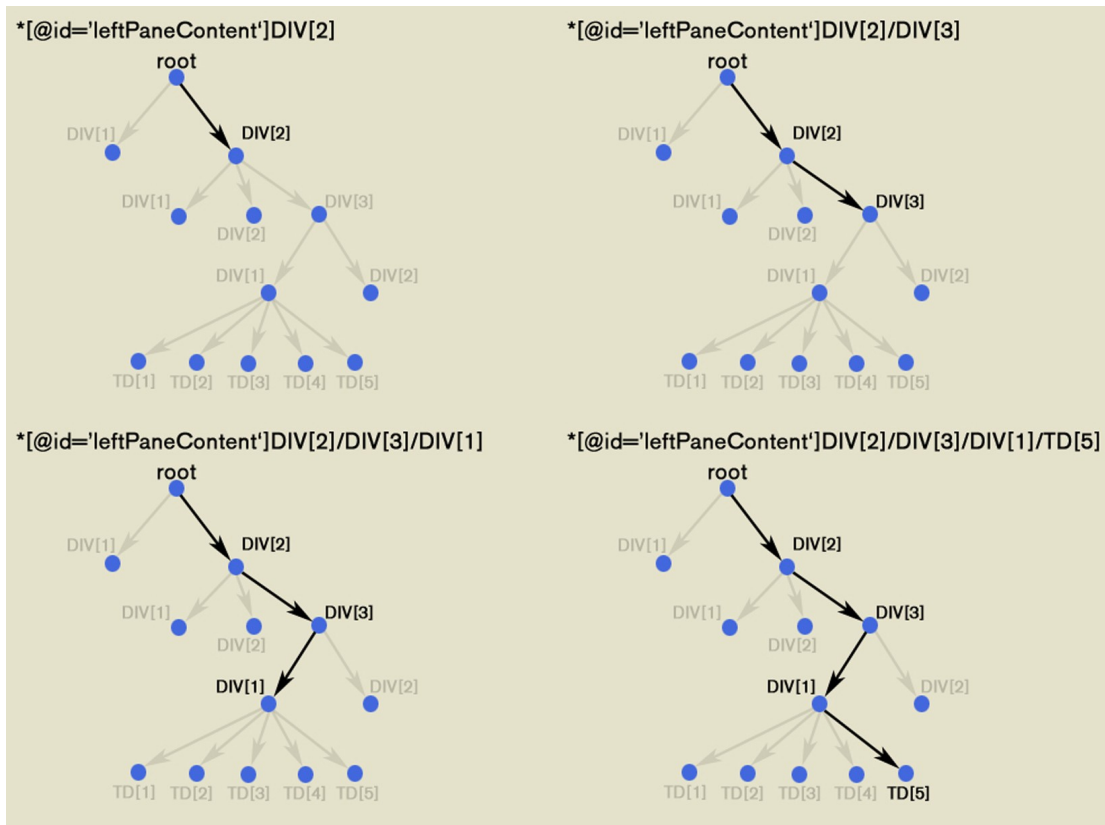 *[@id=’leftPaneContent‘]DIV[2]
root
DIV[1]
DIV[2]
DIV[1]
DIV[2]
DIV[3]
DIV[1]
DIV[2]
TD[1]
TD[2]
TD[3]
TD[4]
TD[5]
*[@id=’leftPaneContent‘]DIV[2]/DIV[3]
root
DIV[1]
DIV[2]
DIV[1]
DIV[2]
DIV[3]
DIV[1]
DIV[2]
TD[1]
TD[2]
TD[3]
TD[4]
TD[5]
*[@id=’leftPaneContent‘]DIV[2]/DIV[3]/DIV[1]
root
DIV[1]
DIV[2]
DIV[1]
DIV[2]
DIV[3]
DIV[1]
DIV[2]
TD[1]
TD[2]
TD[3]
TD[4]
TD[5]
*[@id=’leftPaneContent‘]DIV[2]/DIV[3]/DIV[1]/TD[5]
root
DIV[1]
DIV[2]
DIV[1]
DIV[2]
DIV[3]
DIV[1]
DIV[2]
TD[1]
TD[2]
TD[3]
TD[4]
TD[5]